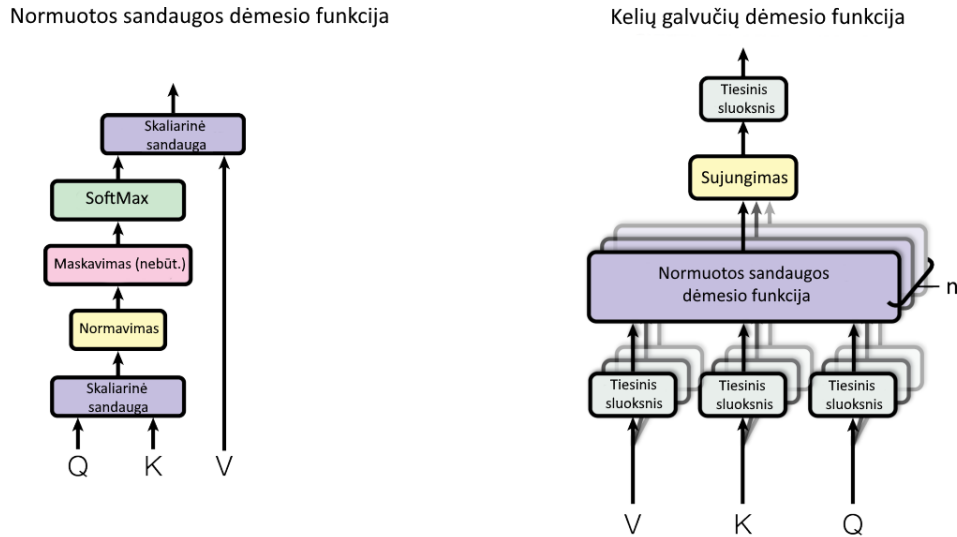 Normuotos sandaugos dėmesio funkcija
Skaliarinė
sandauga
SoftMax
Maskavimas (nebūt.)
Normavimas
Skaliarinė
sandauga
Q
K
V
Kelių galvučių dėmesio funkcija
Tiesinis
sluoksnis
Sujungimas
Normuotos sandaugos
dėmesio funkcija
n
Tiesinis
sluoksnis
Tiesinis
sluoksnis
Tiesinis
sluoksnis
V
K
Q